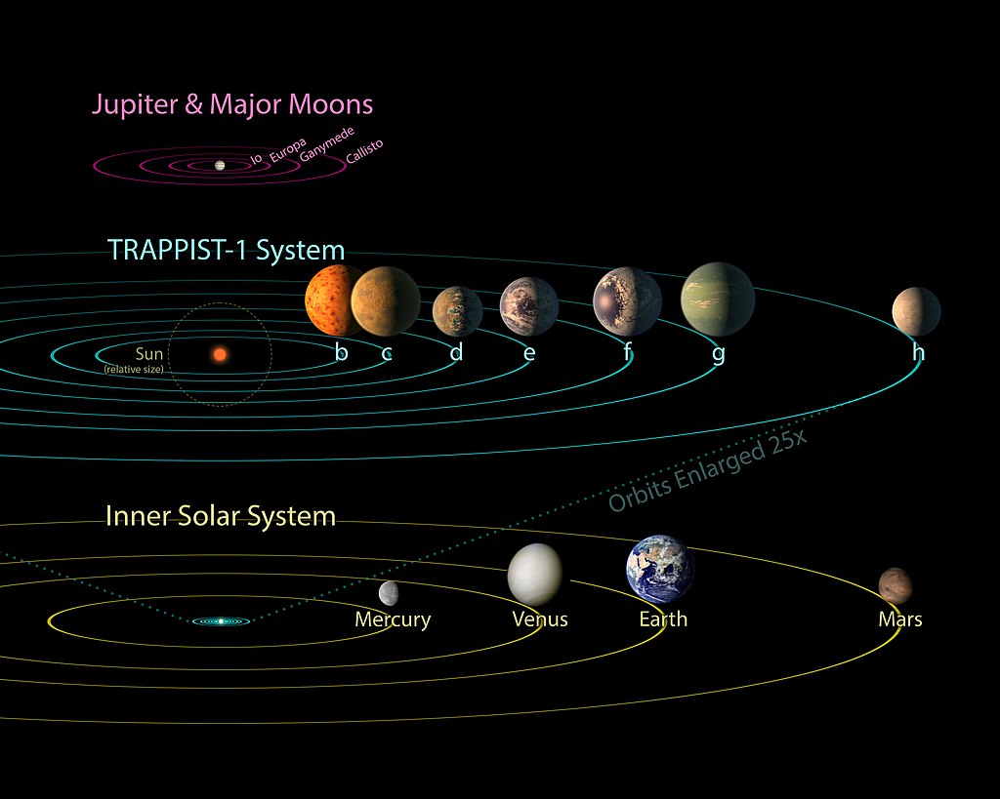 Jupiter & Major Moons
Io
Europa
Ganymede
Callisto
TRAPPIST-1 System
Sun
(relative size)
b
c
d
e
f
g
h
Orbits Enlarged 25x
Inner Solar System
Mercury
Venus
Earth
Mars